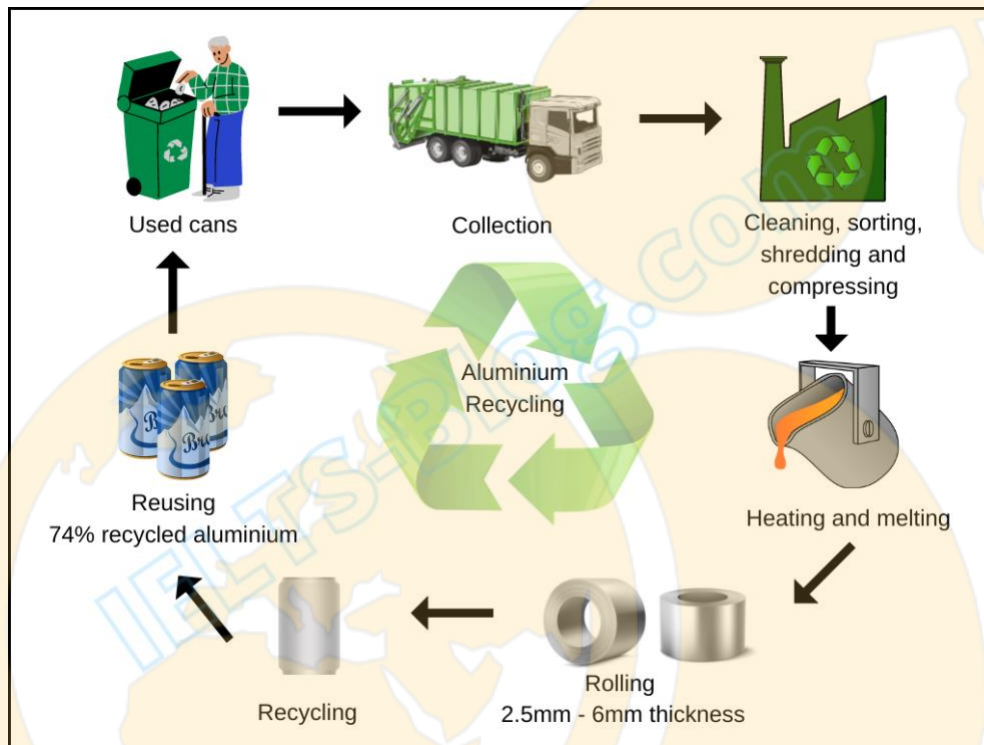 Used cans
Collection
Cleaning, sorting,
shredding and
compressing
Aluminium
Recycling
Heating and melting
Reusing
74% recycled aluminium
Recycling
Rolling
2.5mm - 6mm thickness
IELTS-Blog.com